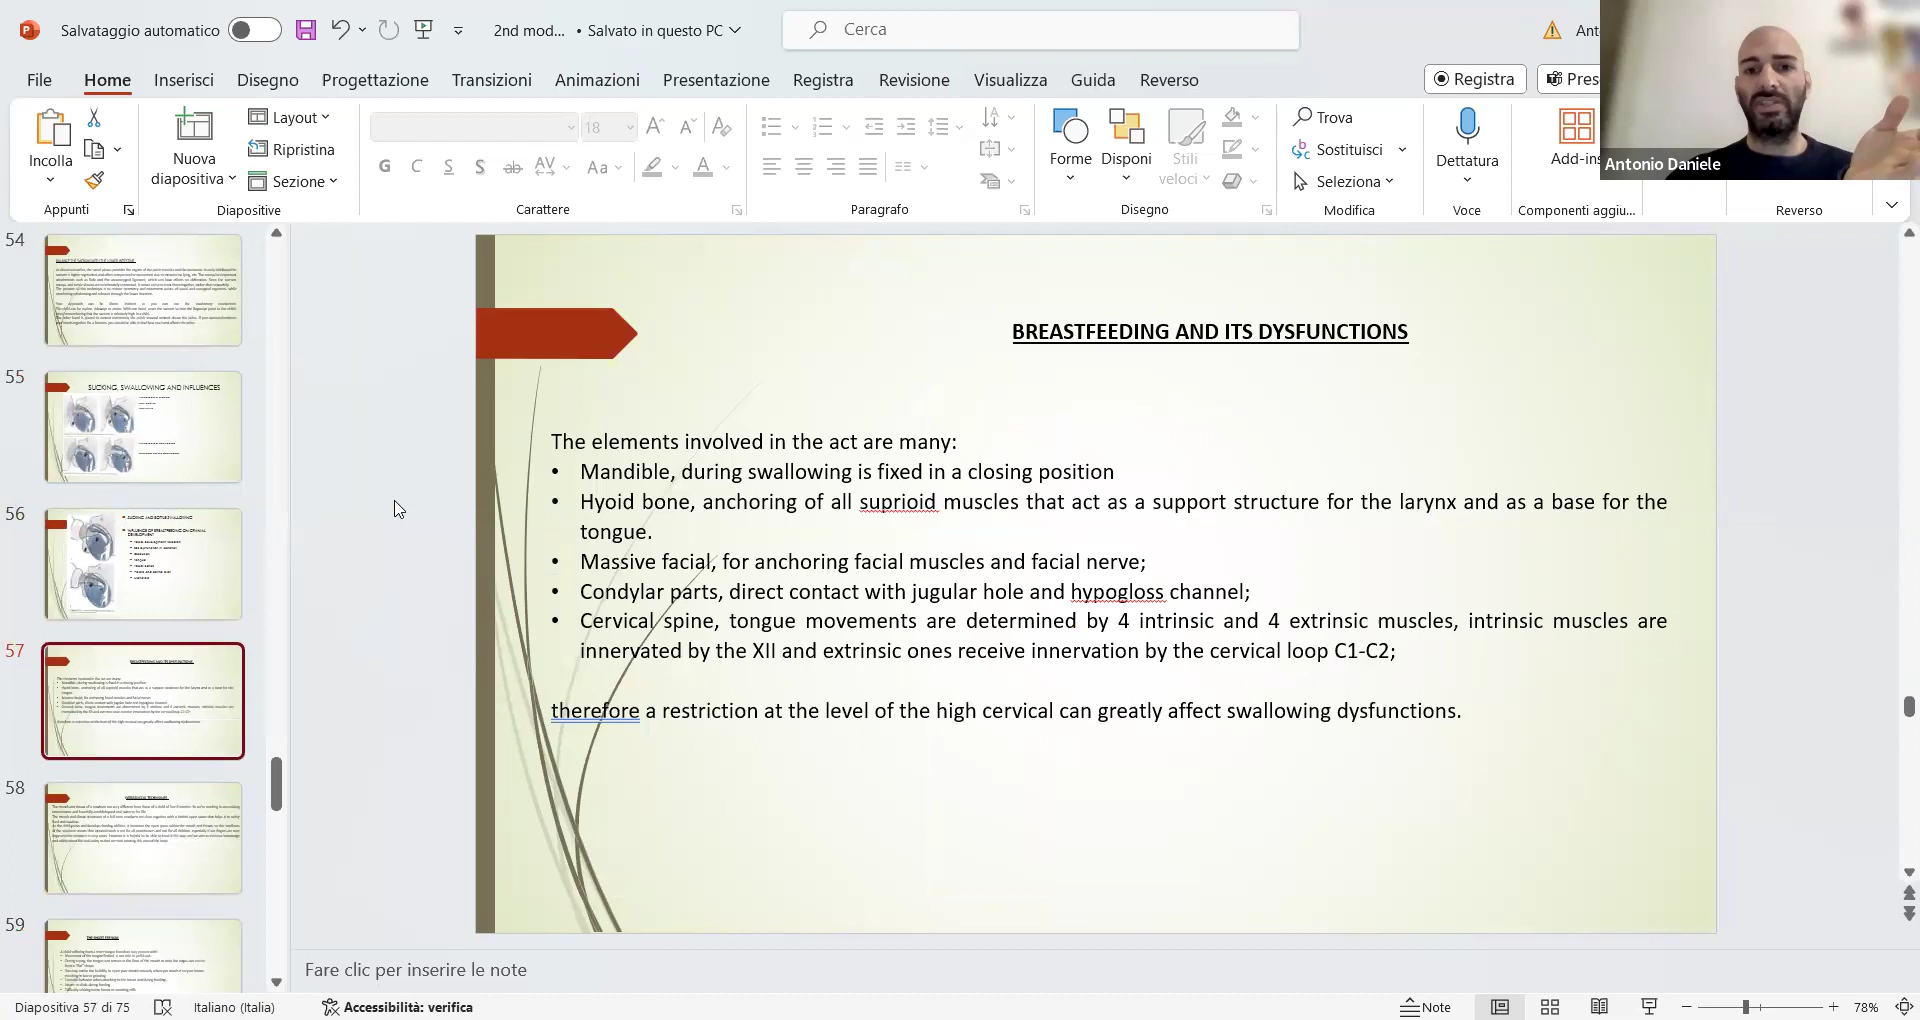 Salvataggio automatico
2nd mod... • Salvato in questo PC
Cerca
Ant
File Home Inserisci Disegno Progettazione Transizioni Animazioni Presentazione Registra Revisione Visualizza Guida Reverso
Registra
Pres
Incolla
Appunti
Nuova
diapositiva
Layout
Ripristina
Sezione
Diapositive
18
G C S S ab AV Aa A
Carattere
Paragrafo
Forme
Disponi
Stili
veloci
Disegno
Trova
Sostituisci
Seleziona
Modifica
Dettatura
Voce
Add-ins
Componenti aggiu...
Reverso
Antonio Daniele
54
55
SUCKING, SWALLOWING AND INFLUENCES
56
57
58
59
BREASTFEEDING AND ITS DYSFUNCTIONS
The elements involved in the act are many:
• Mandible, during swallowing is fixed in a closing position
• Hyoid bone, anchoring of all suprioid muscles that act as a support structure for the larynx and as a base for the
tongue.
• Massive facial, for anchoring facial muscles and facial nerve;
• Condylar parts, direct contact with jugular hole and hypogloss channel;
• Cervical spine, tongue movements are determined by 4 intrinsic and 4 extrinsic muscles, intrinsic muscles are
innervated by the XII and extrinsic ones receive innervation by the cervical loop C1-C2;
therefore a restriction at the level of the high cervical can greatly affect swallowing dysfunctions.
Fare clic per inserire le note
Diapositiva 57 di 75
Italiano (Italia)
Accessibilità: verifica
Note
78%